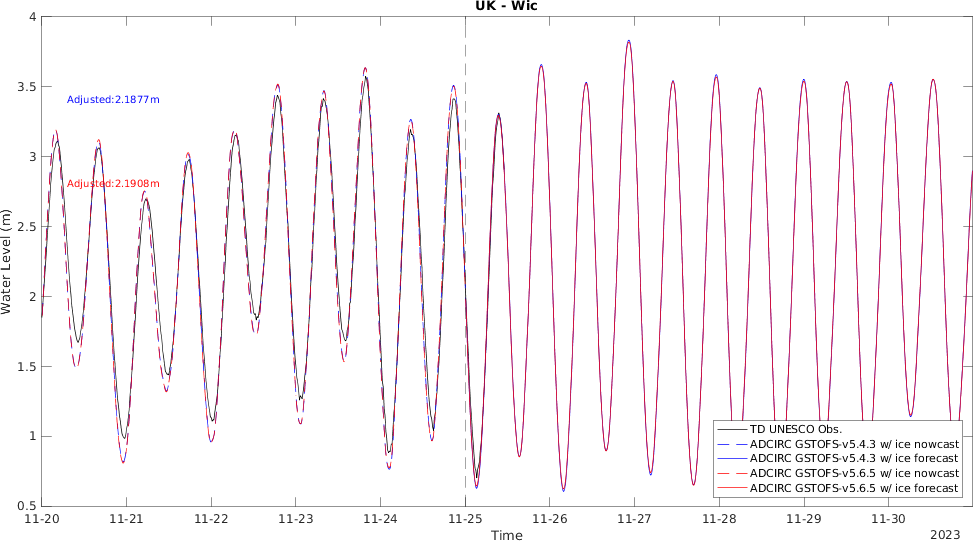 UK - Wic
4
3.5
3
2.5
2
1.5
1
0.5
Water Level (m)
Adjusted:2.1877m
Adjusted:2.1908m
TD UNESCO Obs.
ADCIRC GSTOFS-v5.4.3 w/ ice nowcast
ADCIRC GSTOFS-v5.4.3 w/ ice forecast
ADCIRC GSTOFS-v5.6.5 w/ ice nowcast
ADCIRC GSTOFS-v5.6.5 w/ ice forecast
11-20 11-21 11-22 11-23 11-24 11-25 11-26 11-27 11-28 11-29 11-30
Time
2023